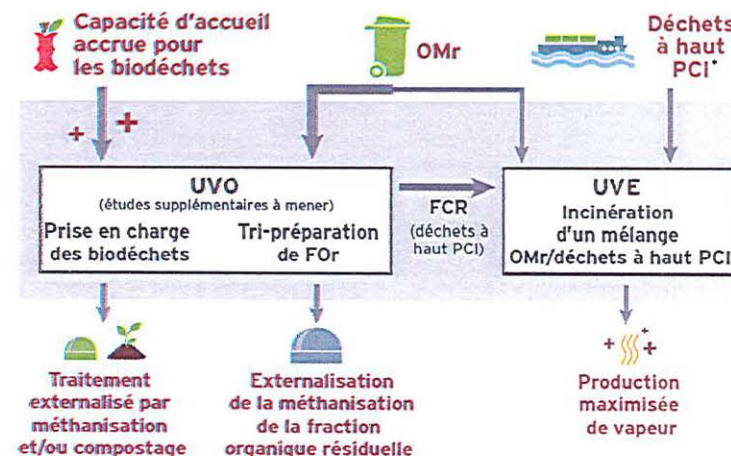 Capacité d'accueil
accrue pour
les biodéchets
OMr
Déchets
à haut
PCI*
UVO
(études supplémentaires à mener)
Prise en charge
des biodéchets
Tri-préparation
de FOr
FCR
(déchets à
haut PCI)
UVE
Incinération
d'un mélange
OMr/déchets à haut PCI
Traitement
externalisé par
méthanisation
et/ou compostage
Externalisation
de la méthanisation
de la fraction
organique résiduelle
Production
maximisée
de vapeur